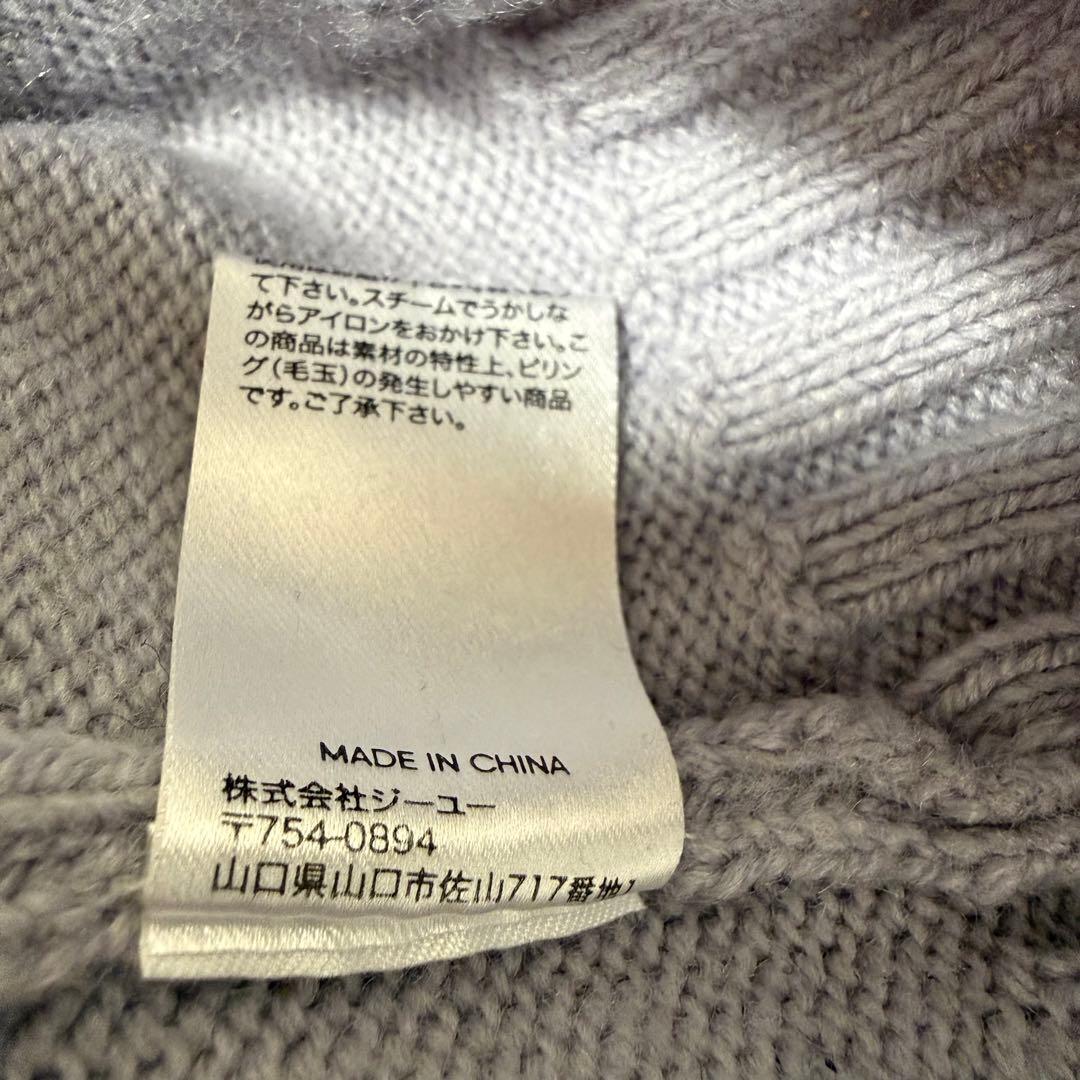 て下さい。スチームでうかしな
がらアイロンをおかけ下さい。こ
の商品は素材の特性上、ピリン
グ(毛玉)の発生しやすい商品
です。ご了承下さい。
MADE IN CHINA
株式会社ジーユー
〒754-0894
山口県山口市佐山717番地1